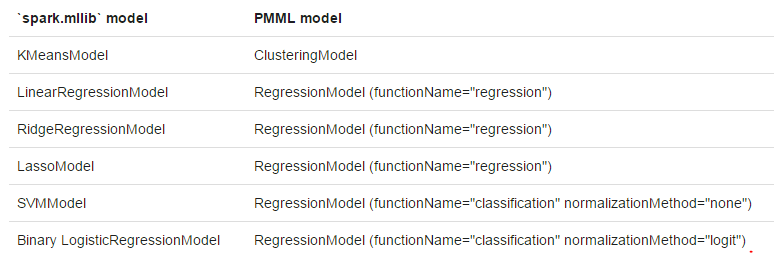 `spark.mllib` model PMML model
KMeansModel ClusteringModel
LinearRegressionModel RegressionModel (functionName="regression")
RidgeRegressionModel RegressionModel (functionName="regression")
LassoModel RegressionModel (functionName="regression")
SVMModel RegressionModel (functionName="classification" normalizationMethod="none")
Binary LogisticRegressionModel RegressionModel (functionName="classification" normalizationMethod="logit")